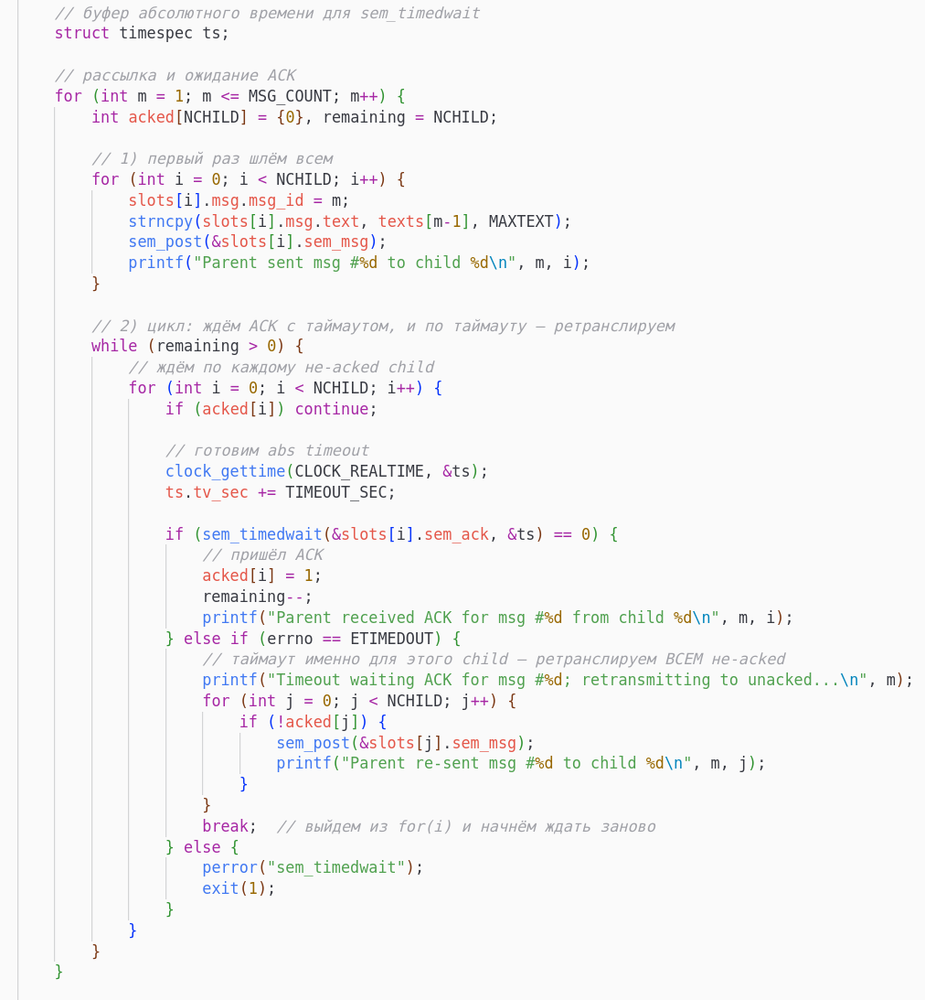 // буфер абсолютного времени для sem_timedwait
struct timespec ts;
// рассылка и ожидание ACK
for (int m = 1; m <= MSG_COUNT; m++) {
int acked[NCHILD] = {0}, remaining = NCHILD;
// 1) первый раз шлём всем
for (int i = 0; i < NCHILD; i++) {
slots[i].msg.msg_id = m;
strncpy(slots[i].msg.text, texts[m-1], MAXTEXT);
sem_post(&slots[i].sem_msg);
printf("Parent sent msg #%d to child %d\n", m, i);
}
// 2) цикл: ждём ACK с таймаутом, и по таймауту — ретранслируем
while (remaining > 0) {
// ждём по каждому не-acked child
for (int i = 0; i < NCHILD; i++) {
if (acked[i]) continue;
// готовим abs timeout
clock_gettime(CLOCK_REALTIME, &ts);
ts.tv_sec += TIMEOUT_SEC;
if (sem_timedwait(&slots[i].sem_ack, &ts) == 0) {
// пришёл ACK
acked[i] = 1;
remaining--;
printf("Parent received ACK for msg #%d from child %d\n", m, i);
} else if (errno == ETIMEDOUT) {
// таймаут именно для этого child — ретранслируем ВСЕМ не-acked
printf("Timeout waiting ACK for msg #%d; retransmitting to unacked...\n", m);
for (int j = 0; j < NCHILD; j++) {
if (!acked[j]) {
sem_post(&slots[j].sem_msg);
printf("Parent re-sent msg #%d to child %d\n", m, j);
}
}
break;  // выйдем из for(i) и начнём ждать заново
} else {
perror("sem_timedwait");
exit(1);
}
}
}
}